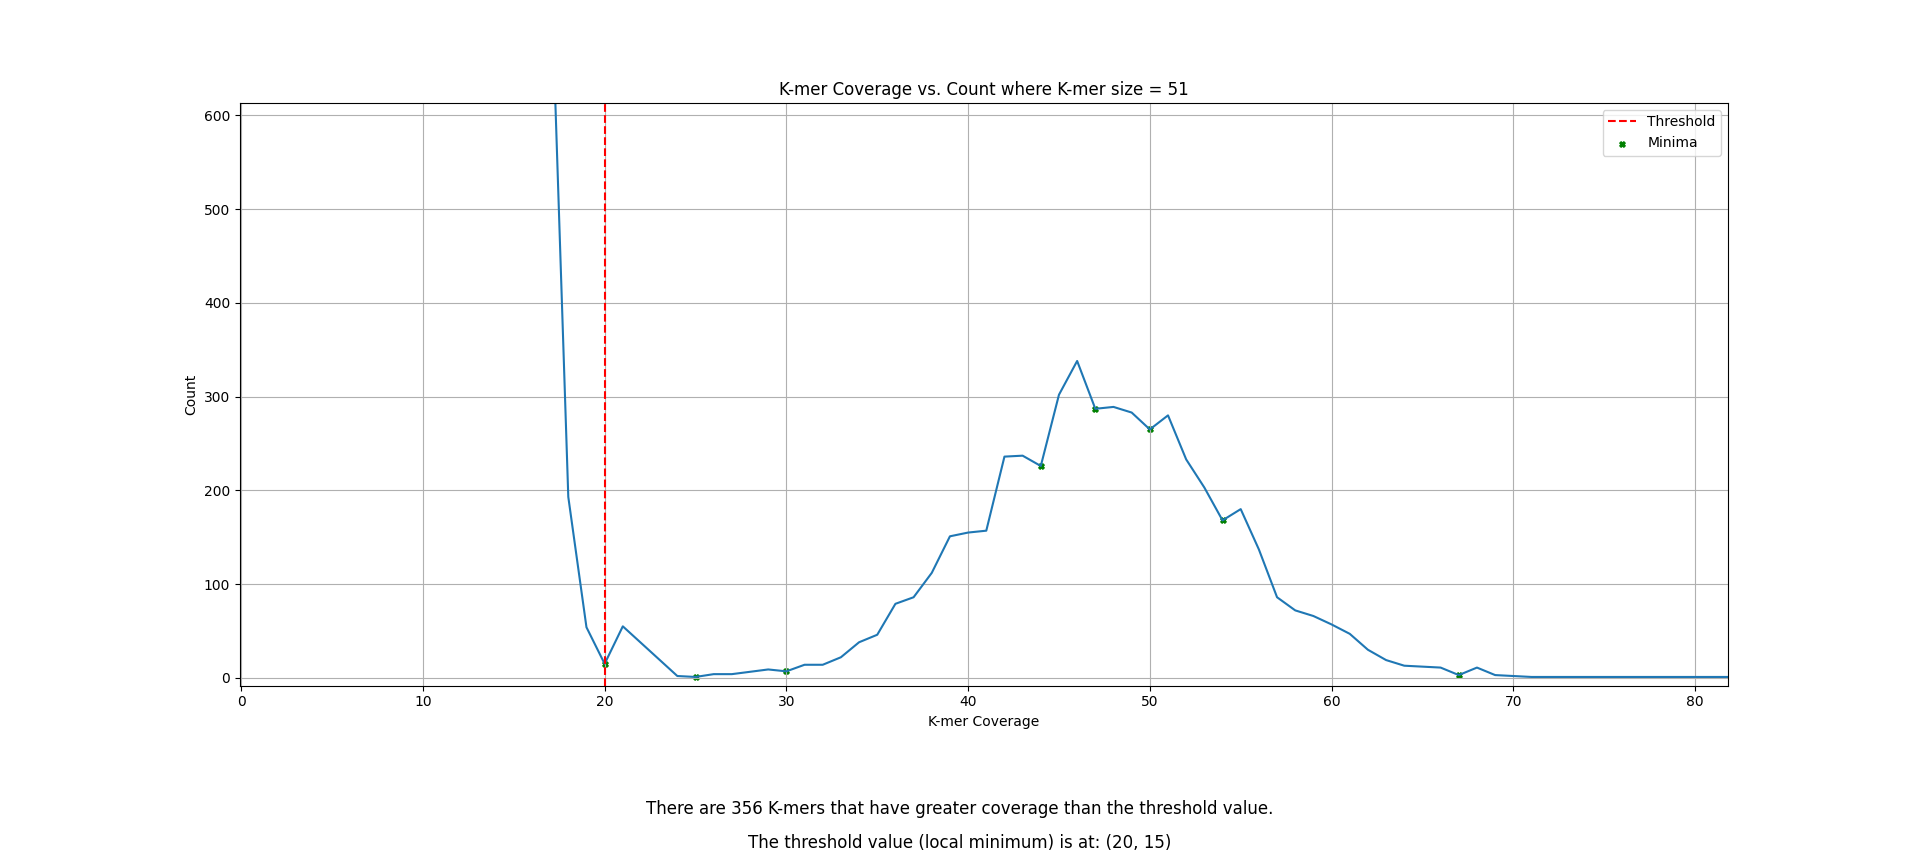 K-mer Coverage vs. Count where K-mer size = 51
600
500
400
300
200
100
0
Count
Threshold
Minima
0 10 20 30 40 50 60 70 80
K-mer Coverage
There are 356 K-mers that have greater coverage than the threshold value.
The threshold value (local minimum) is at: (20, 15)